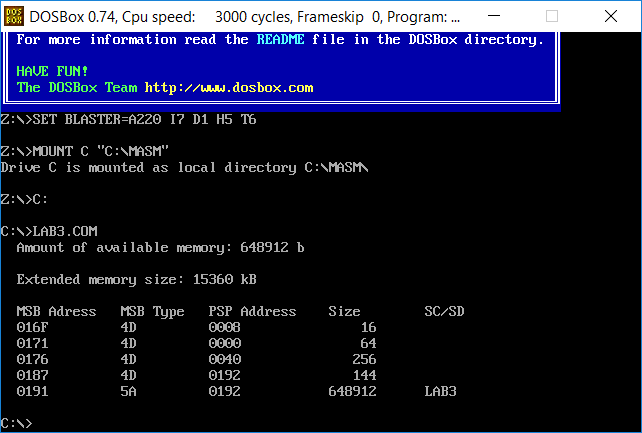 DOSBox 0.74, Cpu speed: 3000 cycles, Frameskip 0, Program: ...
For more information read the README file in the DOSBox directory.
HAVE FUN!
The DOSBox Team http://www.dosbox.com
Z:\>SET BLASTER=A220 I7 D1 H5 T6
Z:\>MOUNT C "C:\MASM"
Drive C is mounted as local directory C:\MASM\
Z:\>C:
C:\>LAB3.COM
Amount of available memory: 648912 b
Extended memory size: 15360 kB
MSB Adress MSB Type PSP Address Size SC/SD
016F 4D 0008 16
0171 4D 0000 64
0176 4D 0040 256
0187 4D 0192 144
0191 5A 0192 648912 LAB3
C:\>